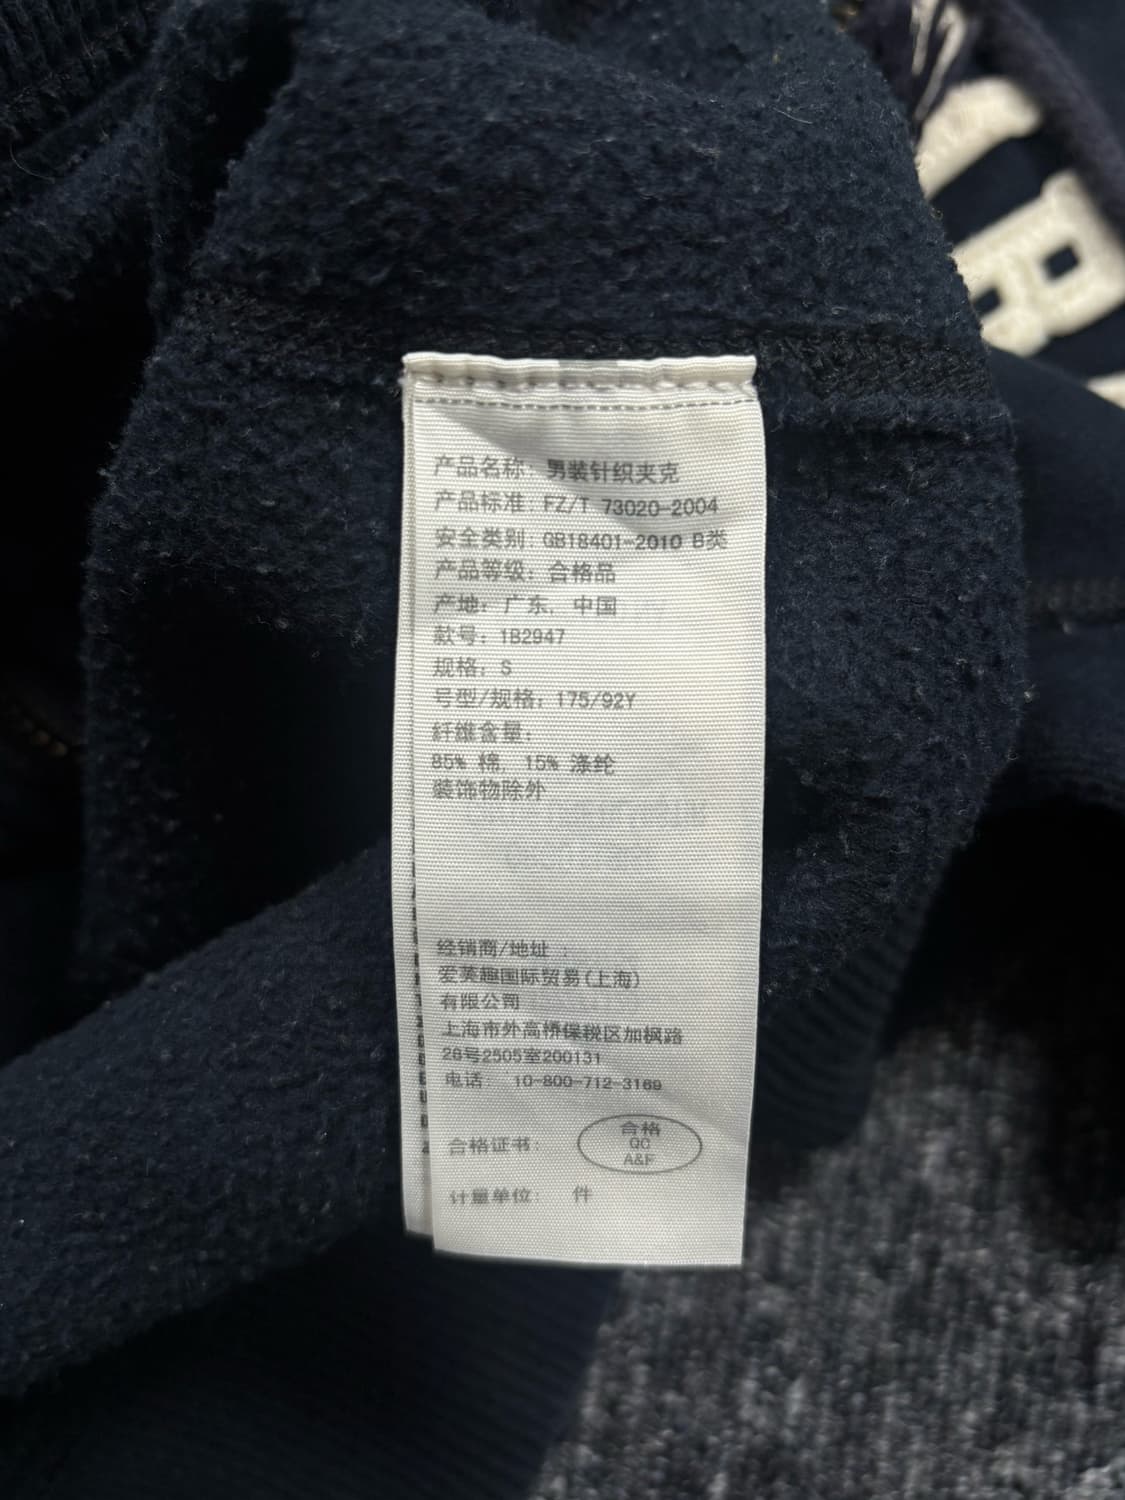 产品名称: 男装针织夹克
产品标准: FZ/T 73020-2004
安全类别: GB18401-2010 B类
产品等级: 合格品
产地: 广东, 中国
款号: 1B2947
规格: S
号型/规格: 175/92Y
纤维含量:
85% 棉, 15% 涤纶
装饰物除外
经销商/地址 :
爱芙趣国际贸易(上海)
有限公司
上海市外高桥保税区加枫路
28号2505室200131
电话: 10-800-712-3169
合格证书:
合格
QC
A&F
计量单位: 件